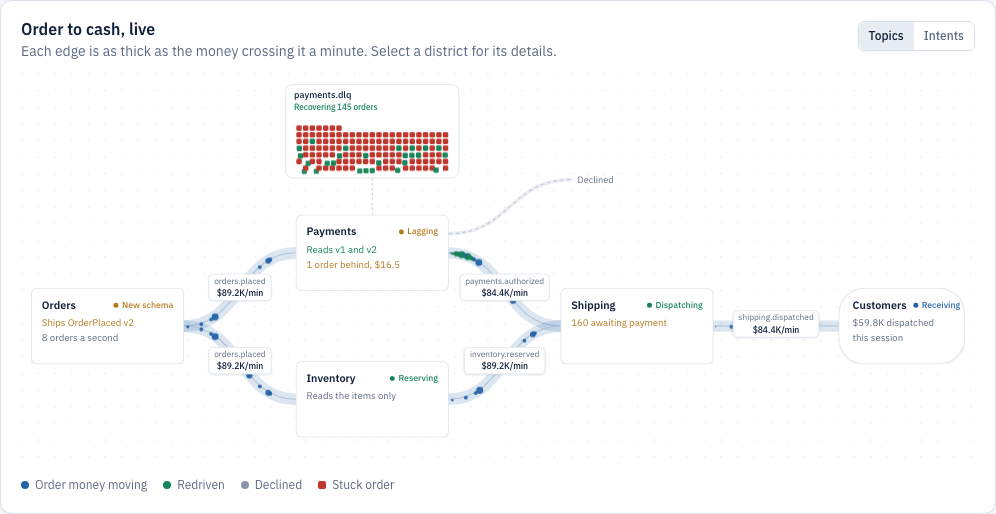 Order to cash, live
Each edge is as thick as the money crossing it a minute. Select a district for its details.
Topics
Intents
payments.dlq
Recovering 145 orders
Declined
Payments
Lagging
Reads v1 and v2
1 order behind, $16.5
orders.placed
$89.2K/min
payments.authorized
$84.4K/min
Orders
New schema
Ships OrderPlaced v2
8 orders a second
Shipping
Dispatching
160 awaiting payment
shipping.dispatched
$84.4K/min
Customers
Receiving
$59.8K dispatched
this session
orders.placed
$89.2K/min
inventory.reserved
$89.2K/min
Inventory
Reserving
Reads the items only
Order money moving
Redriven
Declined
Stuck order